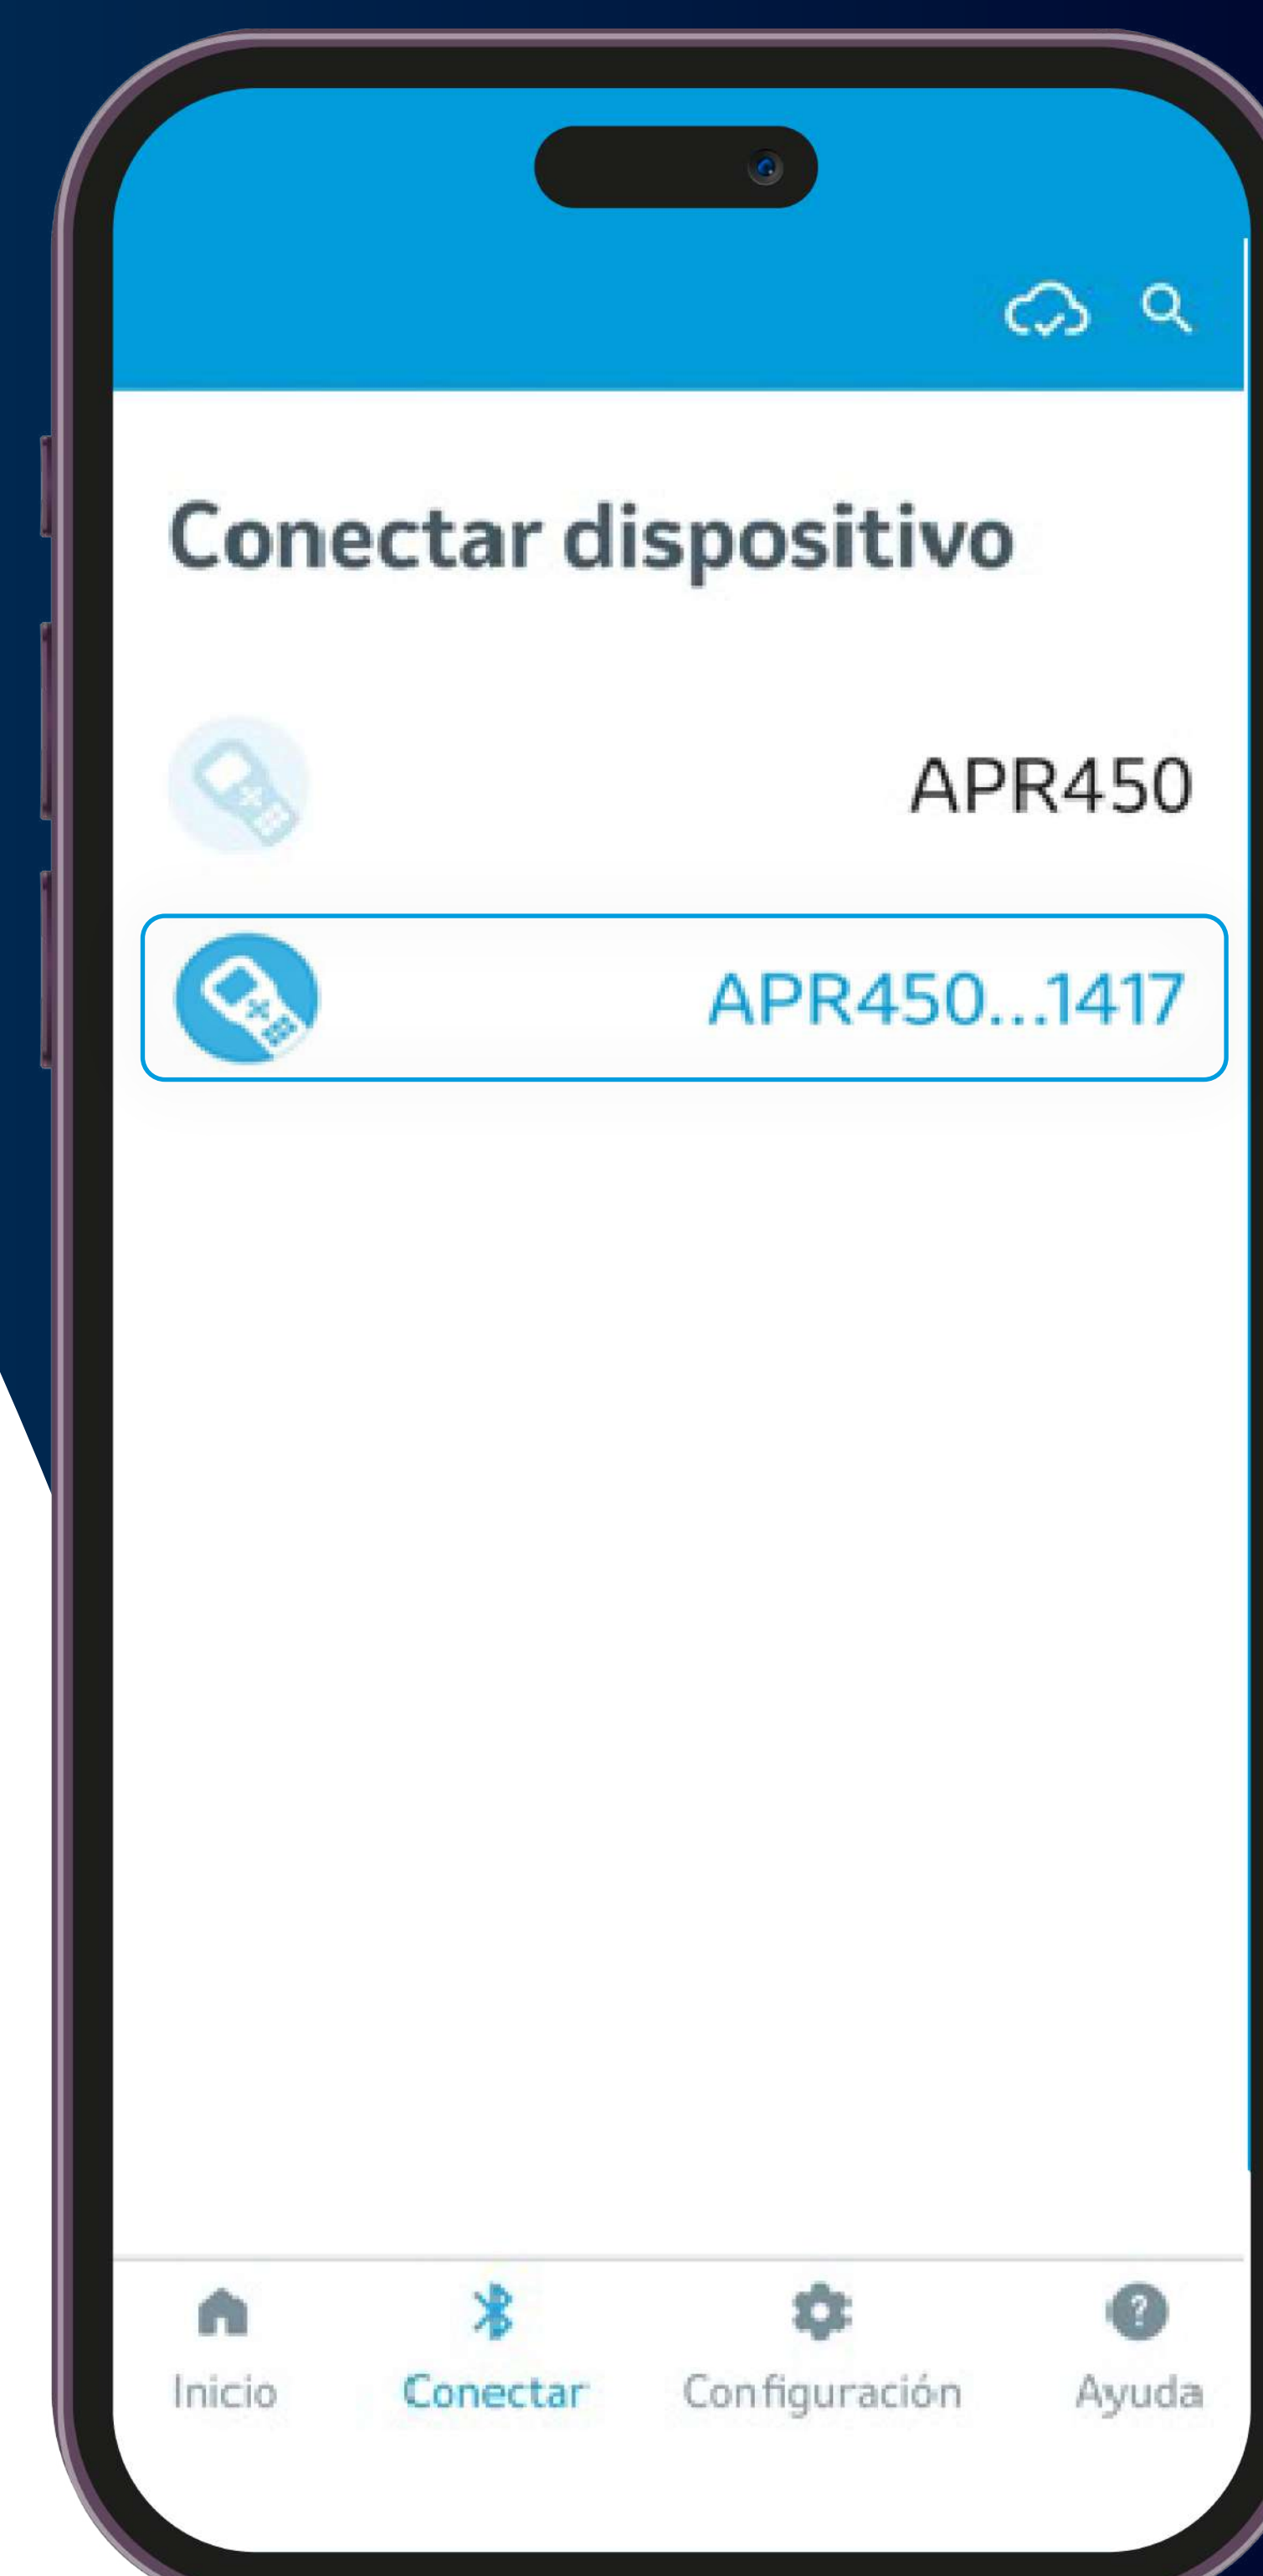 Conectar dispositivo
APR450
APR450...1417
Inicio
Conectar
Configuración
Ayuda